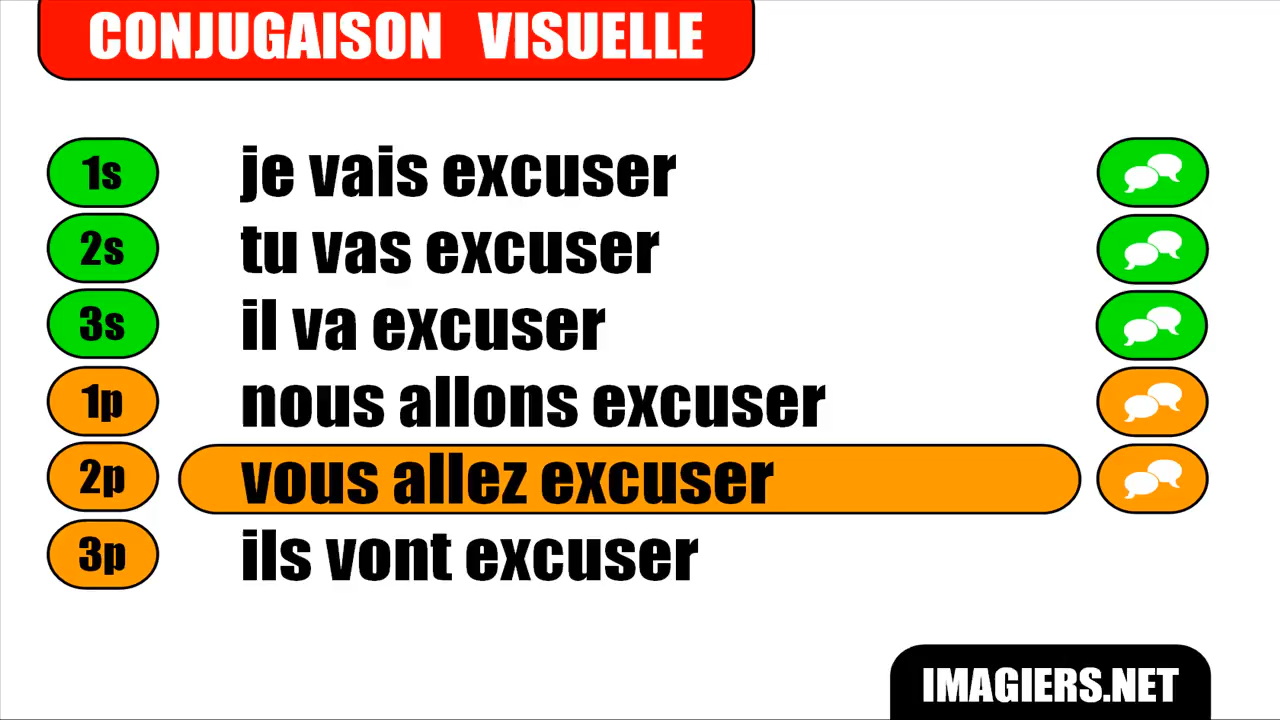 CONJUGAISON VISUELLE
1s je vais excuser
2s tu vas excuser
3s il va excuser
1p nous allons excuser
2p vous allez excuser
3p ils vont excuser
IMAGIERS.NET